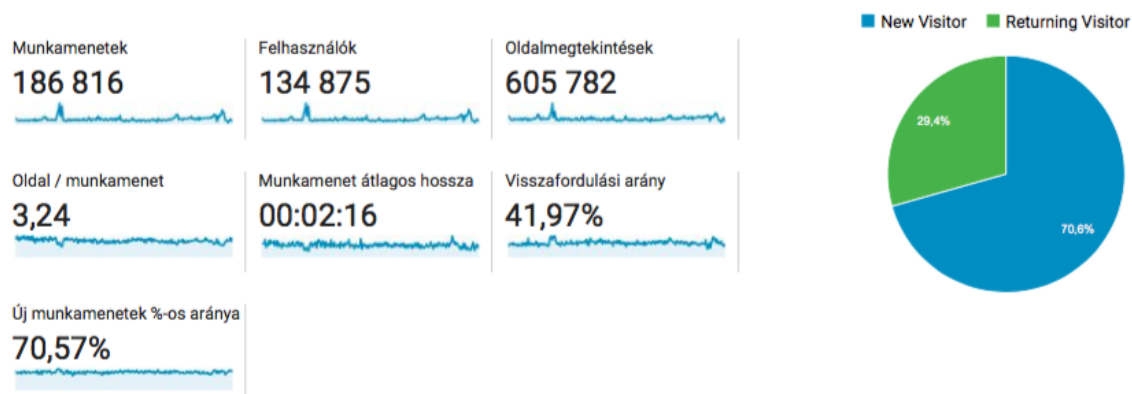 New Visitor Returning Visitor
Munkamenetek
186 816
Felhasználók
134 875
Oldalmegtekintések
605 782
Oldal / munkamenet
3,24
Munkamenet átlagos hossza
00:02:16
Visszafordulási arány
41,97%
Új munkamenetek %-os aránya
70,57%
29,4%
70,6%